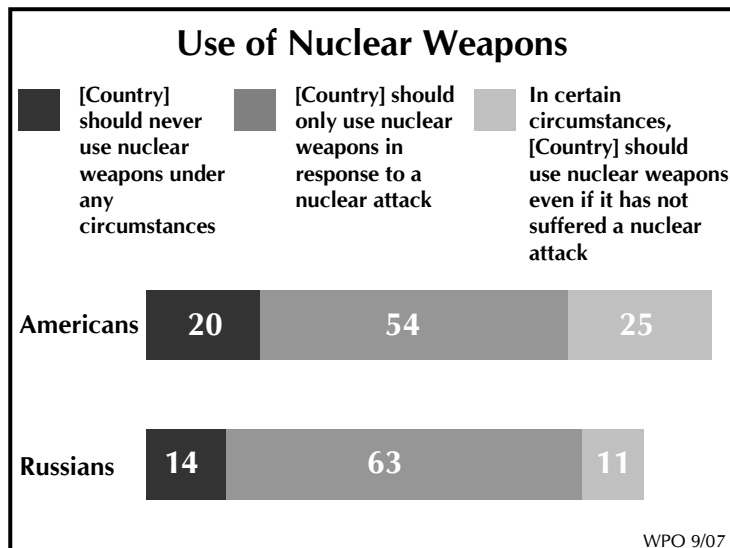 Use of Nuclear Weapons
[Country]
should never
use nuclear
weapons under
any
circumstances
[Country] should
only use nuclear
weapons in
response to a
nuclear attack
In certain
circumstances,
[Country] should
use nuclear weapons
even if it has not
suffered a nuclear
attack
Americans 20 54 25
Russians 14 63 11
WPO 9/07